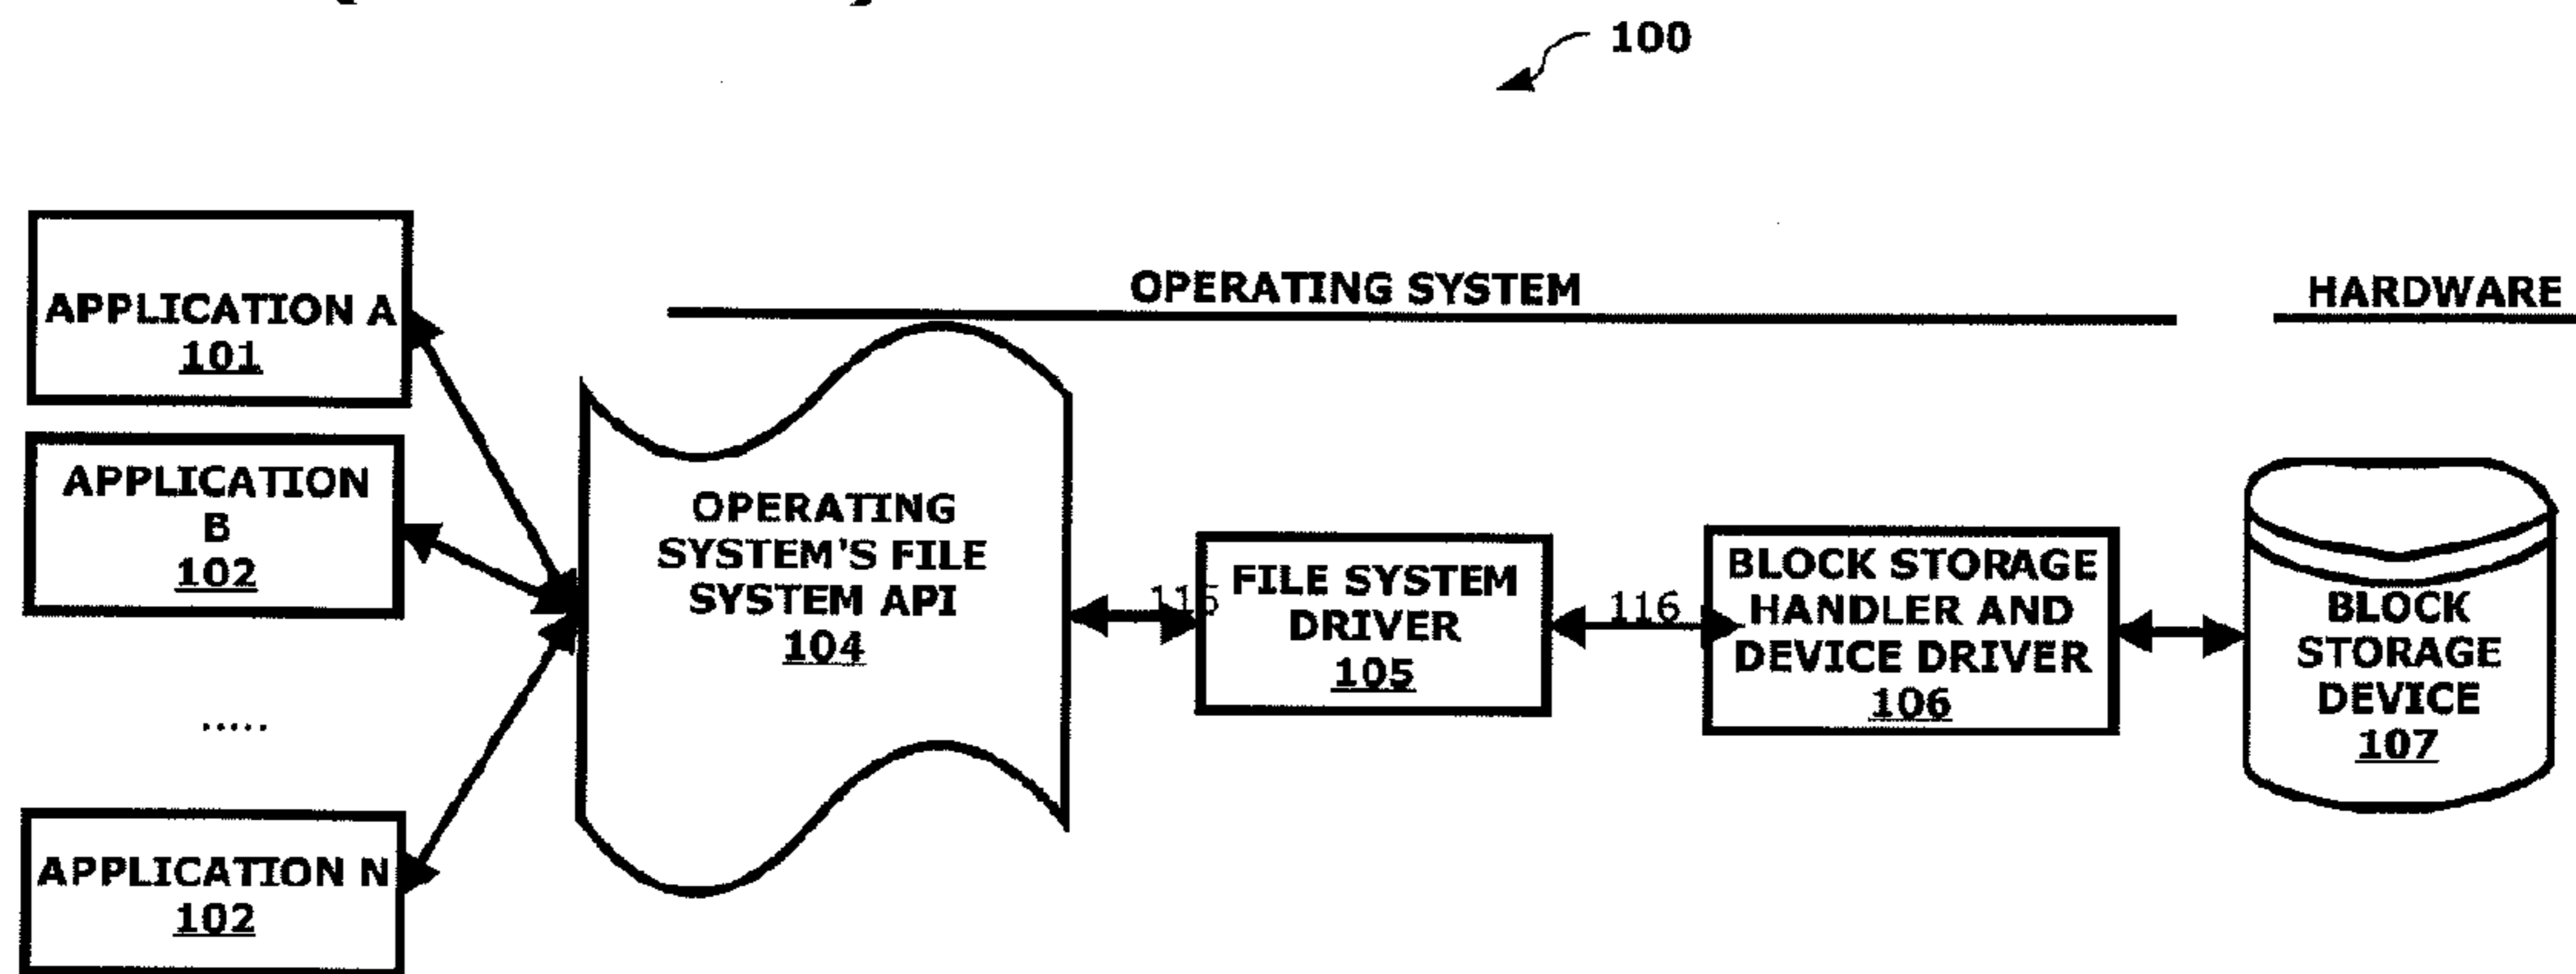 100
OPERATING SYSTEM
HARDWARE
APPLICATION A
101
APPLICATION
B
102
.....
APPLICATION N
102
OPERATING
SYSTEM'S FILE
SYSTEM API
104
115
FILE SYSTEM
DRIVER
105
116
BLOCK STORAGE
HANDLER AND
DEVICE DRIVER
106
BLOCK
STORAGE
DEVICE
107